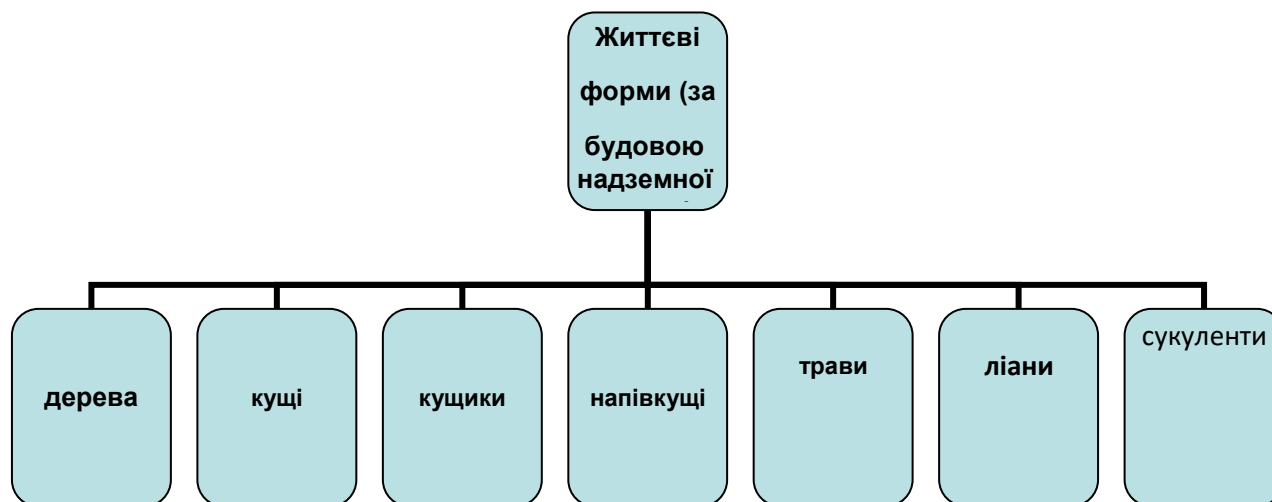 Життєві
форми (за
будовою
надземної
дерева
кущі
кущики
напівкущі
трави
ліани
сукуленти